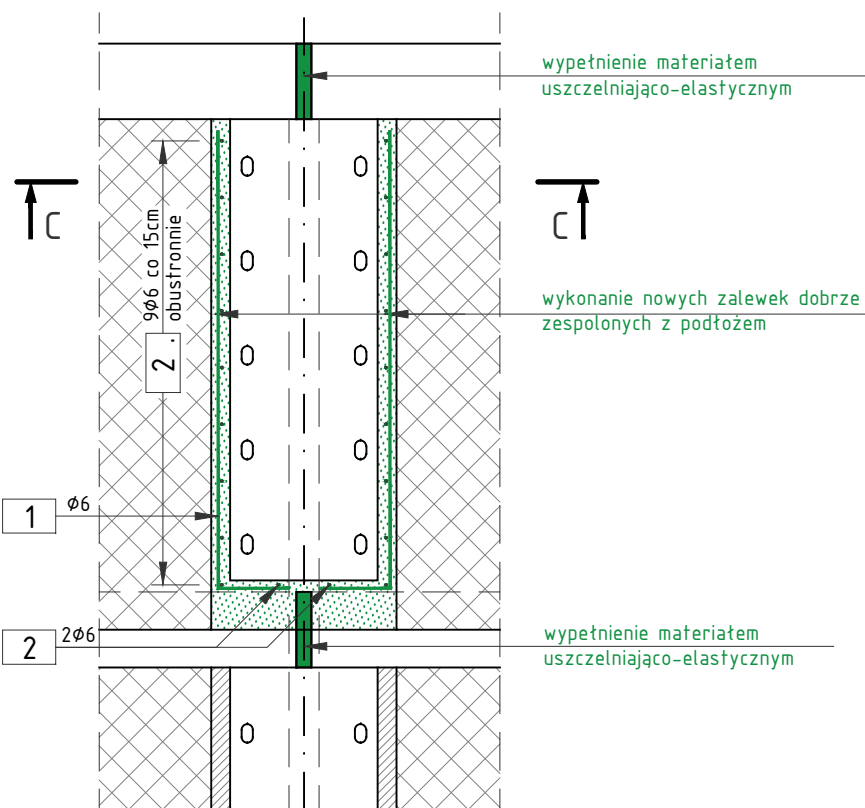 wypełnienie materiałem
uszczelniająco-elastycznym
C
C
9ϕ6 co 15cm
obustronnie
2 .
wykonanie nowych zalewek dobrze
zespolonych z podłożem
1
ϕ6
2
2ϕ6
wypełnienie materiałem
uszczelniająco-elastycznym